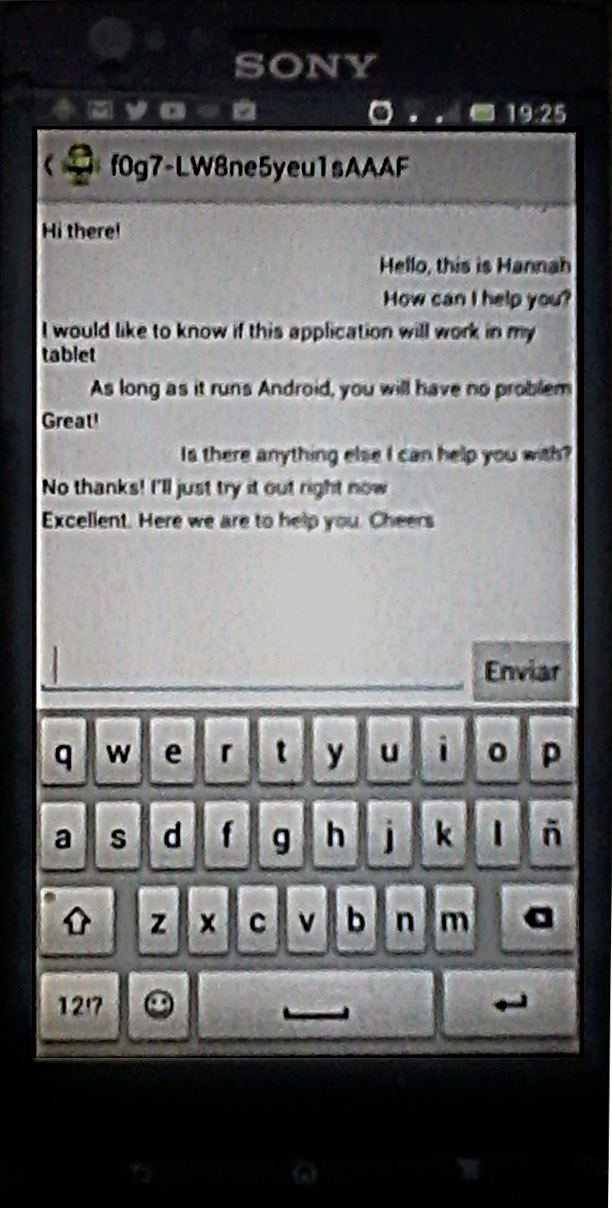 SONY
19:25
f0g7-LW8ne5yeu1sAAAF
Hi there!
Hello, this is Hannah
How can I help you?
I would like to know if this application will work in my
tablet
As long as it runs Android, you will have no problem
Great!
Is there anything else I can help you with?
No thanks! I'll just try it out right now
Excellent. Here we are to help you. Cheers
Enviar
q w e r t y u i o p
a s d f g h j k l ñ
z x c v b n m
12!?